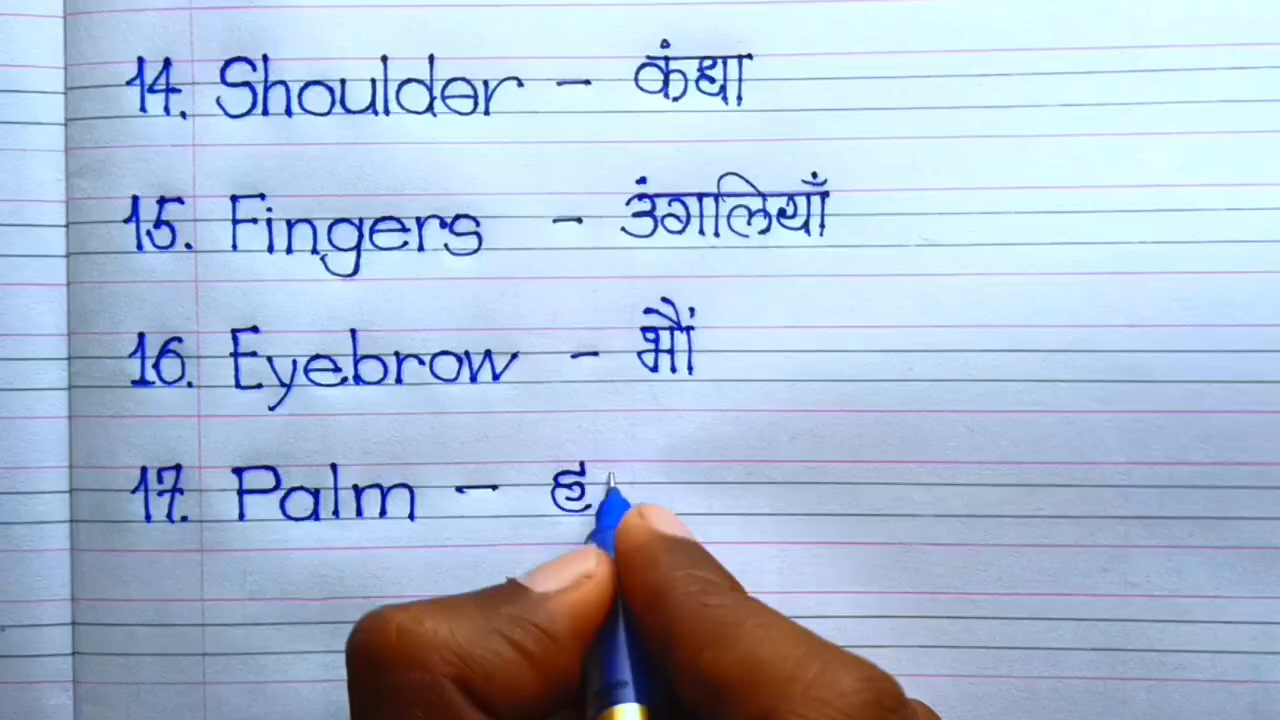 14. Shoulder - कंधा
15. Fingers - उंगलियाँ
16. Eyebrow - भौं
17. Palm - ह